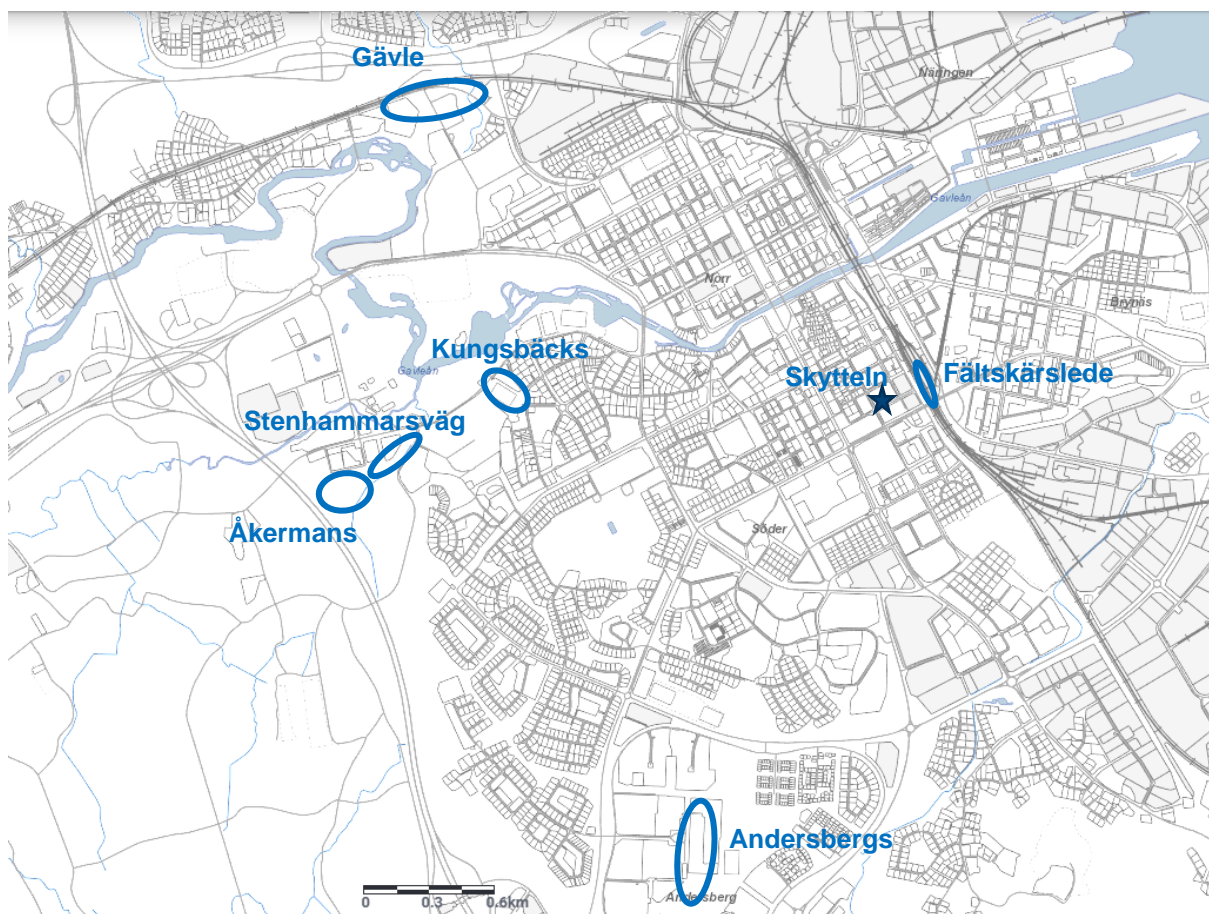 Gävle
Näringen
Gavleån
Norr
Brynäs
Kungsbäcks
Gavleån
Skytteln
Fältskärslede
Stenhammarsväg
Åkermans
Söder
Andersbergs
Andersberg
0 0.3 0.6km